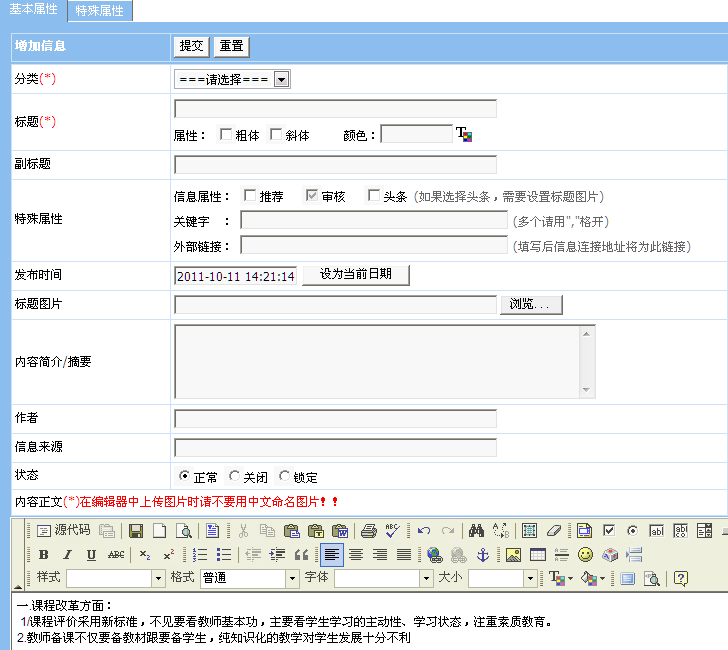 基本属性 特殊属性
增加信息 提交 重置
分类(*) ===请选择===
标题(*)
属性： 粗体 斜体 颜色：
副标题
特殊属性
信息属性： 推荐 审核 头条 (如果选择头条，需要设置标题图片)
关键字 ： (多个请用","格开)
外部链接： (填写后信息连接地址将为此链接)
发布时间 2011-10-11 14:21:14 设为当前日期
标题图片 浏览...
内容简介/摘要
作者
信息来源
状态 正常 关闭 锁定
内容正文(*)在编辑器中上传图片时请不要用中文命名图片！！
源代码
B I U ABC x₂ x²
样式 格式 普通 字体 大小
一.课程改革方面：
1/课程评价采用新标准，不见要看教师基本功，主要看学生学习的主动性、学习状态，注重素质教育。
2.教师备课不仅要备教材跟要备学生，纯知识化的教学对学生发展十分不利